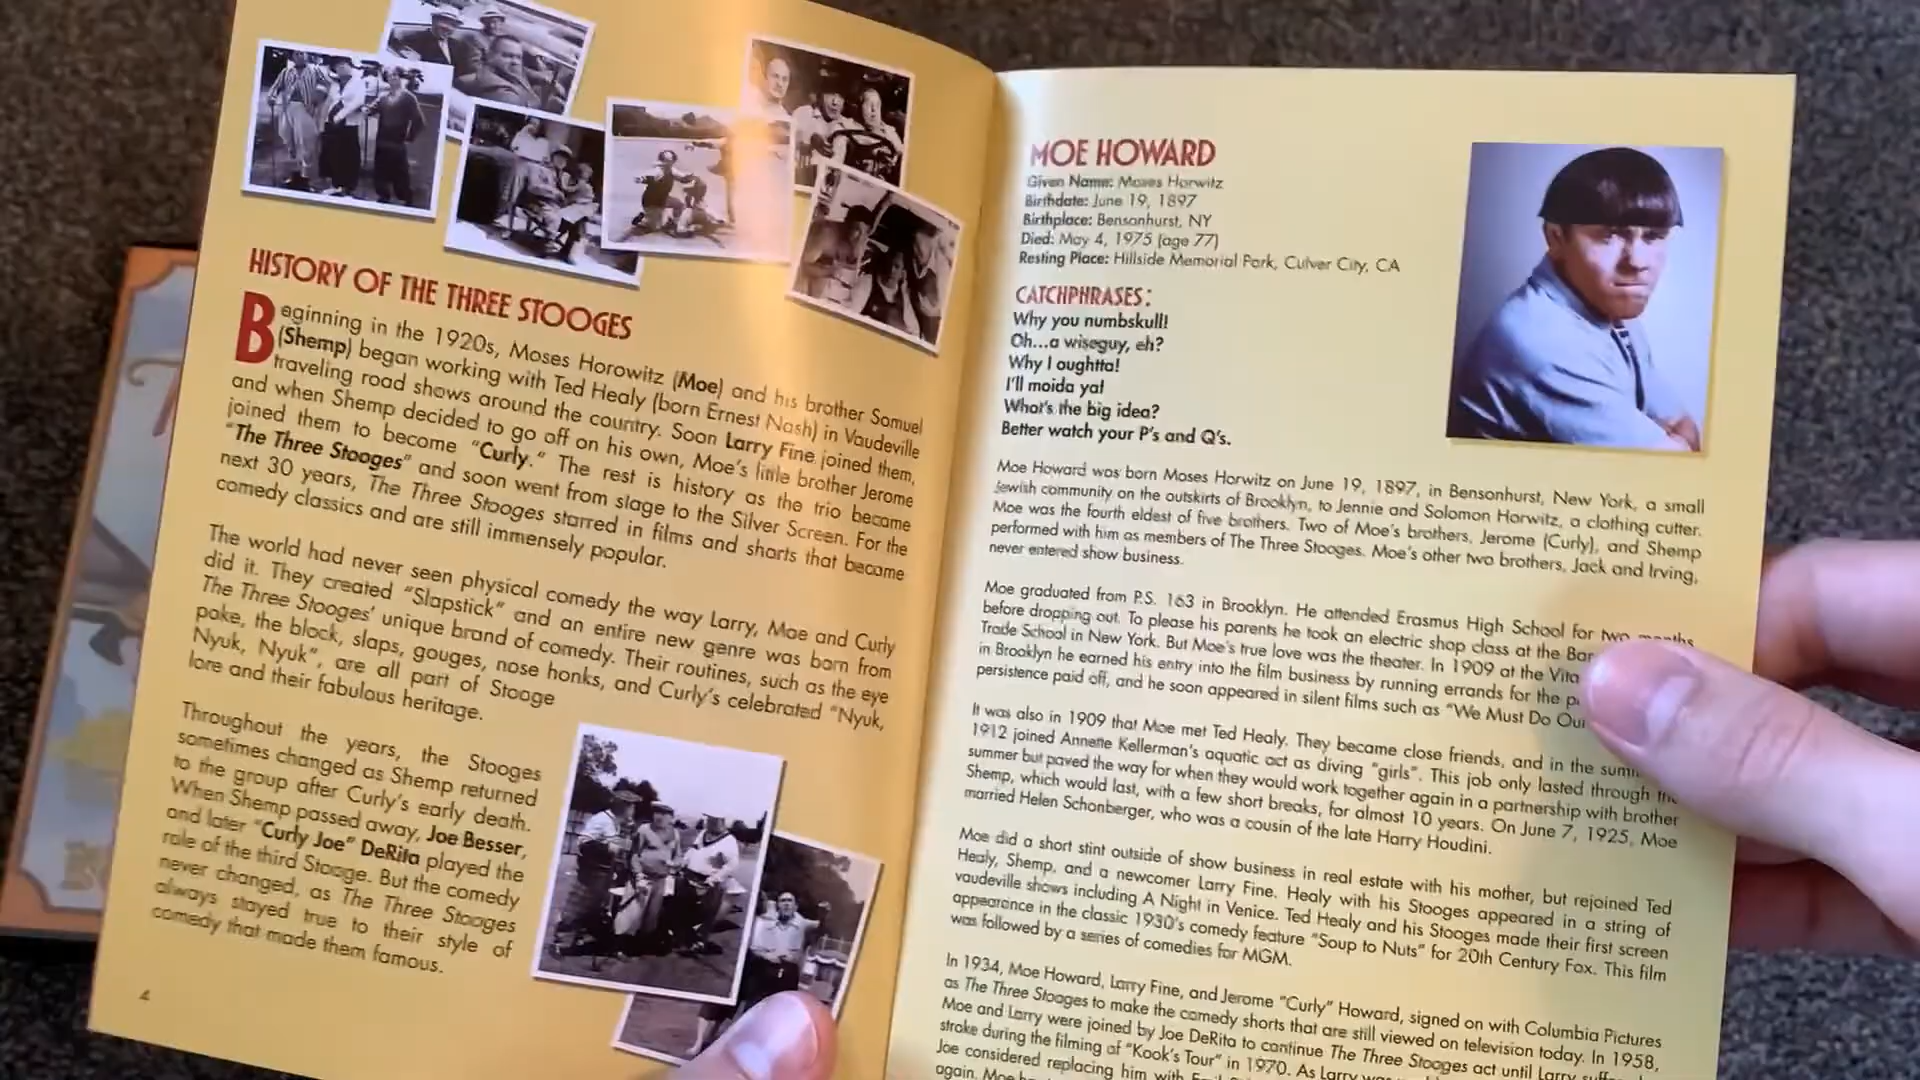 HISTORY OF THE THREE STOOGES
Beginning in the 1920s, Moses Horowitz (Moe) and his brother Samuel
(Shemp) began working with Ted Healy (born Ernest Nash) in Vaudeville
traveling road shows around the country. Soon Larry Fine joined them,
and when Shemp decided to go off on his own, Moe's little brother Jerome
joined them to become "Curly." The rest is history as the trio became
"The Three Stooges" and soon went from stage to the Silver Screen. For the
next 30 years, The Three Stooges starred in films and shorts that became
comedy classics and are still immensely popular.
The world had never seen physical comedy the way Larry, Moe and Curly
did it. They created "Slapstick" and an entire new genre was born from
The Three Stooges' unique brand of comedy. Their routines, such as the eye
poke, the block, slaps, gouges, nose honks, and Curly's celebrated "Nyuk,
Nyuk, Nyuk", are all part of Stooge
lore and their fabulous heritage.
Throughout the years, the Stooges
sometimes changed as Shemp returned
to the group after Curly's early death.
When Shemp passed away, Joe Besser,
and later "Curly Joe" DeRita played the
role of the third Stooge. But the comedy
never changed, as The Three Stooges
always stayed true to their style of
comedy that made them famous.
4
MOE HOWARD
Given Name: Moses Horwitz
Birthdate: June 19, 1897
Birthplace: Bensonhurst, NY
Died: May 4, 1975 (age 77)
Resting Place: Hillside Memorial Park, Culver City, CA
CATCHPHRASES:
Why you numbskull!
Oh...a wiseguy, eh?
Why I oughtta!
I'll moida ya!
What's the big idea?
Better watch your P's and Q's.
Moe Howard was born Moses Horwitz on June 19, 1897, in Bensonhurst, New York, a small
Jewish community on the outskirts of Brooklyn, to Jennie and Solomon Horwitz, a clothing cutter.
Moe was the fourth eldest of five brothers. Two of Moe's brothers, Jerome (Curly), and Shemp
performed with him as members of The Three Stooges. Moe's other two brothers, Jack and Irving,
never entered show business.
Moe graduated from P.S. 163 in Brooklyn. He attended Erasmus High School for two months
before dropping out. To please his parents he took an electric shop class at the Bar
Trade School in New York. But Moe's true love was the theater. In 1909 at the Vita
in Brooklyn he earned his entry into the film business by running errands for the
persistence paid off, and he soon appeared in silent films such as "We Must Do Our
It was also in 1909 that Moe met Ted Healy. They became close friends, and in the
1912 joined Annette Kellerman's aquatic act as diving "girls". This job only lasted through the
summer but paved the way for when they would work together again in a partnership with brother
Shemp, which would last, with a few short breaks, for almost 10 years. On June 7, 1925, Moe
married Helen Schonberger, who was a cousin of the late Harry Houdini.
Moe did a short stint outside of show business in real estate with his mother, but rejoined Ted
Healy, Shemp, and a newcomer Larry Fine. Healy with his Stooges appeared in a string of
vaudeville shows including A Night in Venice. Ted Healy and his Stooges made their first screen
appearance in the classic 1930's comedy feature "Soup to Nuts" for 20th Century Fox. This film
was followed by a series of comedies for MGM.
In 1934, Moe Howard, Larry Fine, and Jerome "Curly" Howard, signed on with Columbia Pictures
as The Three Stooges to make the comedy shorts that are still viewed on television today. In 1958,
Moe and Larry were joined by Joe DeRita to continue The Three Stooges act until Larry
stroke during the filming of "Kook's Tour" in 1970. As Larry
Joe considered replacing him with
again. Moe